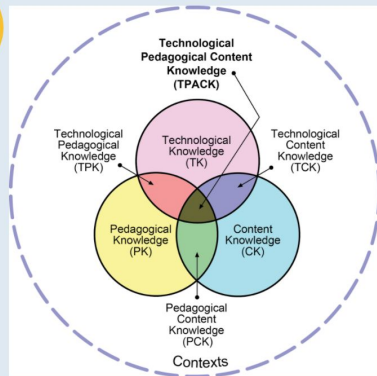 Technological
Pedagogical Content
Knowledge
(TPACK)
Technological
Pedagogical
Knowledge
(TPK)
Technological
Knowledge
(TK)
Technological
Content
Knowledge
(TCK)
Pedagogical
Knowledge
(PK)
Content
Knowledge
(CK)
Pedagogical
Content
Knowledge
(PCK)
Contexts